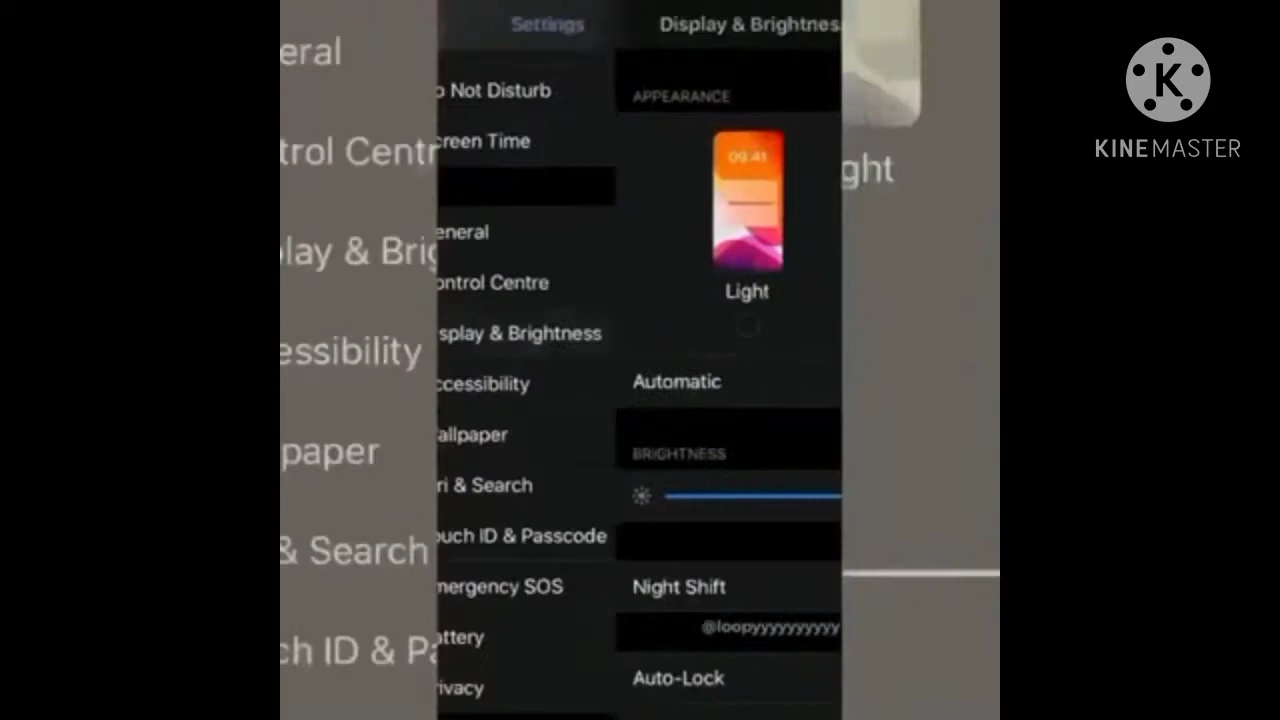 Settings
o Not Disturb
creen Time
eneral
ontrol Centre
splay & Brightness
ccessibility
allpaper
ri & Search
ouch ID & Passcode
mergency SOS
attery
rivacy
Display & Brightness
APPEARANCE
09:41
Light
Automatic
BRIGHTNESS
Night Shift
@loopyyyyyyyyyy
Auto-Lock
eral
trol Centr
lay & Brig
essibility
paper
& Search
ch ID & Pa
ght
K
KINEMASTER